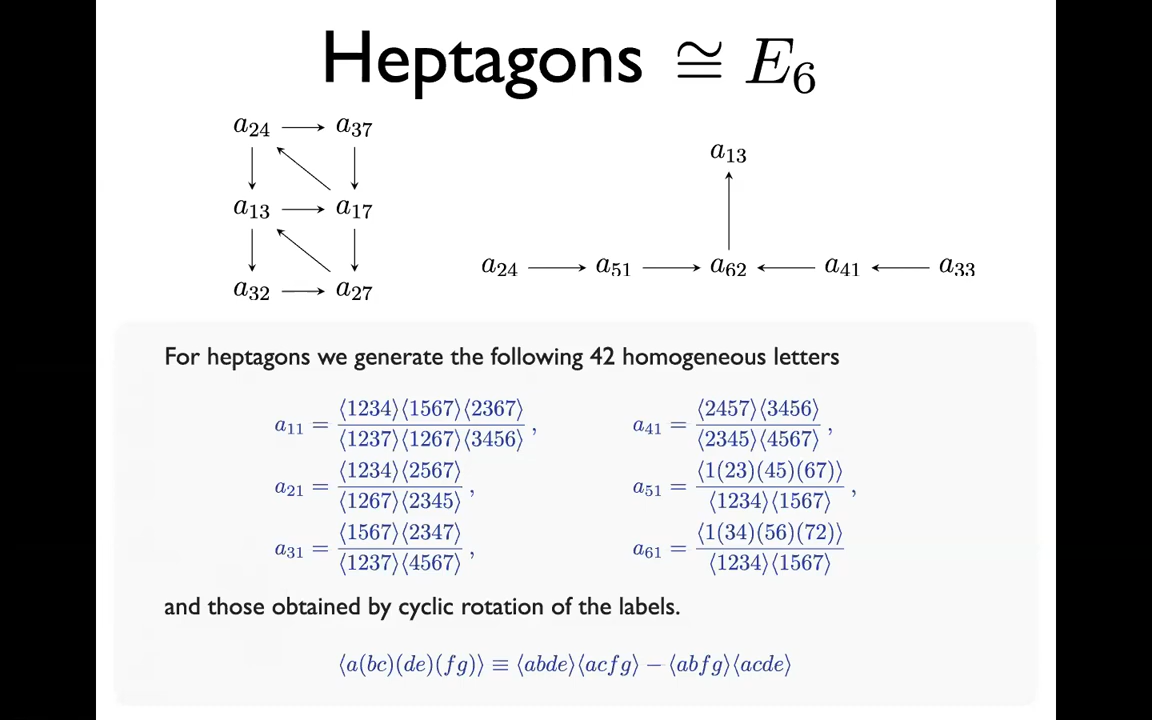 Heptagons ≅ E₆
a₂₄ → a₃₇
a₁₃ → a₁₇
a₃₂ → a₂₇
a₁₃
a₂₄ → a₅₁ → a₆₂ ← a₄₁ ← a₃₃
For heptagons we generate the following 42 homogeneous letters
a₁₁ = ⟨1234⟩⟨1567⟩⟨2367⟩ / ⟨1237⟩⟨1267⟩⟨3456⟩ ,
a₄₁ = ⟨2457⟩⟨3456⟩ / ⟨2345⟩⟨4567⟩ ,
a₂₁ = ⟨1234⟩⟨2567⟩ / ⟨1267⟩⟨2345⟩ ,
a₅₁ = ⟨1(23)(45)(67)⟩ / ⟨1234⟩⟨1567⟩ ,
a₃₁ = ⟨1567⟩⟨2347⟩ / ⟨1237⟩⟨4567⟩ ,
a₆₁ = ⟨1(34)(56)(72)⟩ / ⟨1234⟩⟨1567⟩
and those obtained by cyclic rotation of the labels.
⟨a(bc)(de)(fg)⟩ ≡ ⟨abde⟩⟨acfg⟩ − ⟨abfg⟩⟨acde⟩